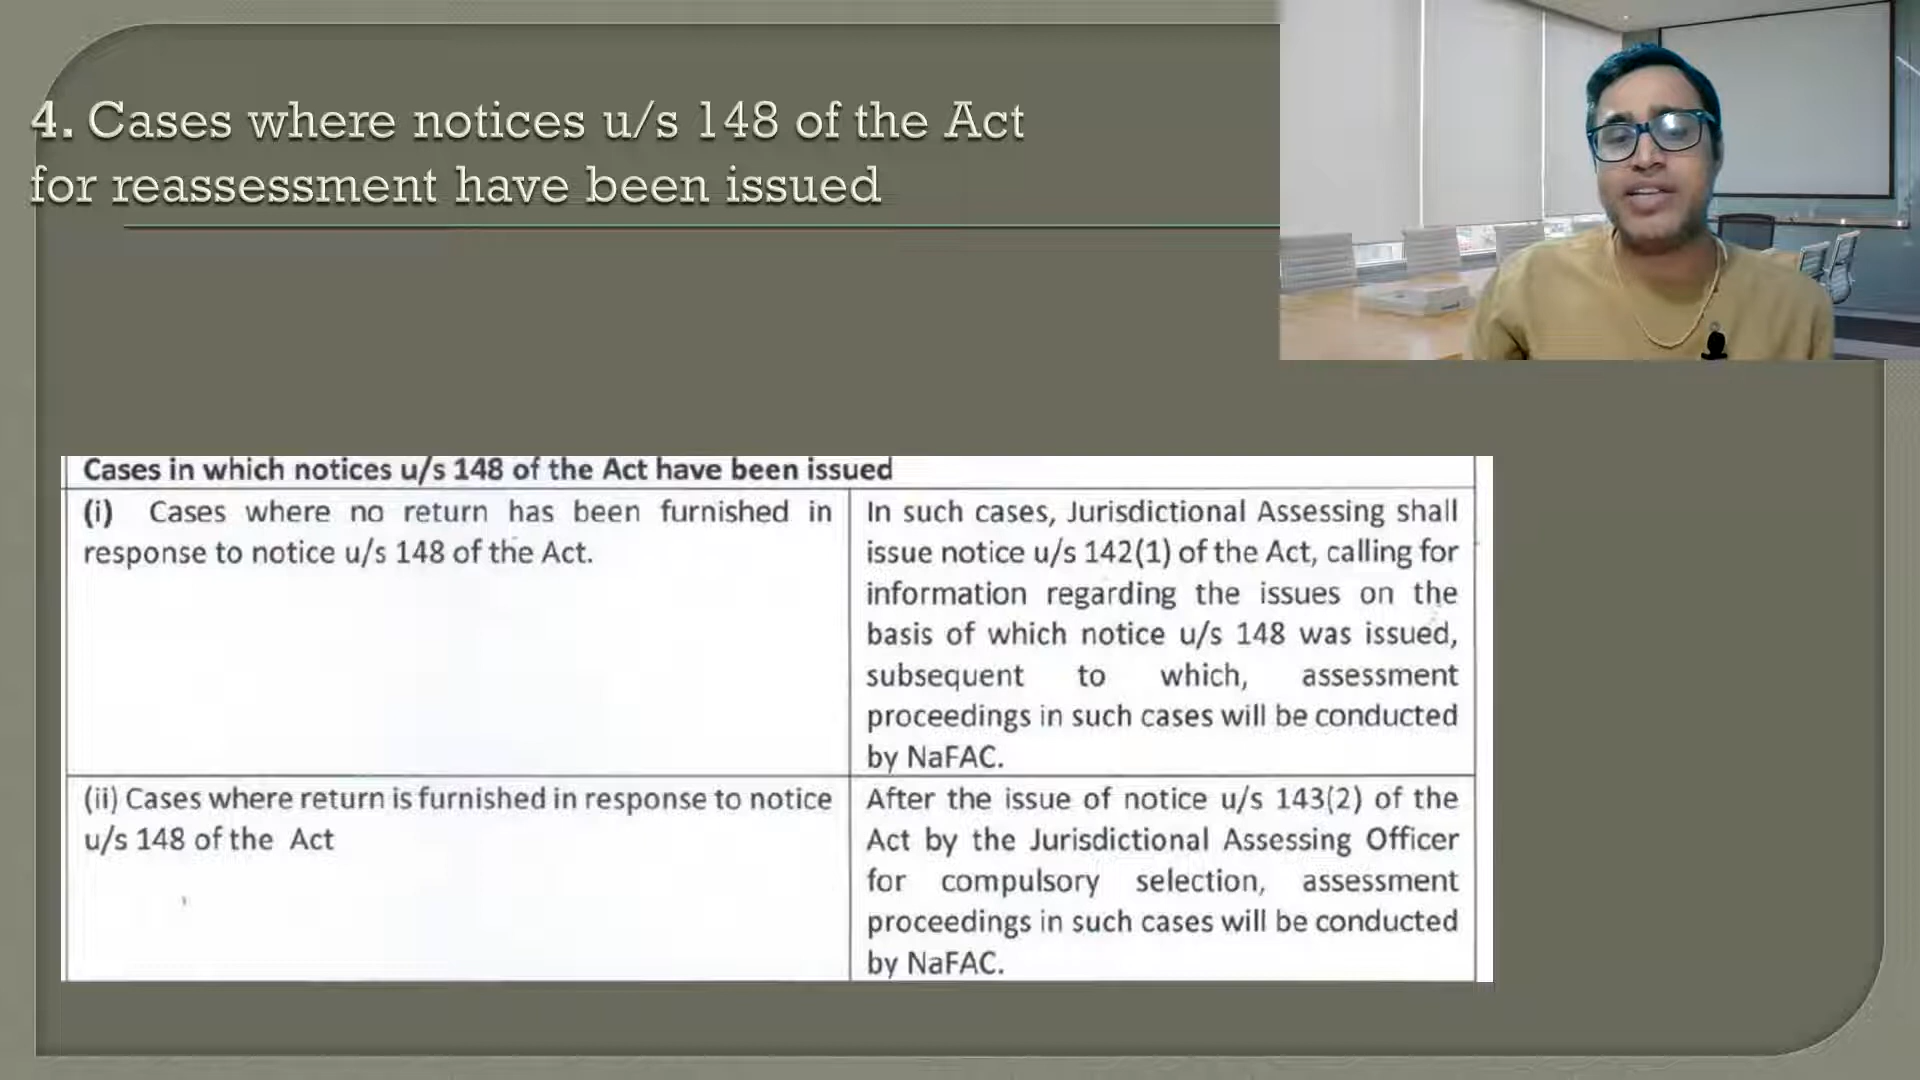 4. Cases where notices u/s 148 of the Act
for reassessment have been issued
Cases in which notices u/s 148 of the Act have been issued
(i) Cases where no return has been furnished in
response to notice u/s 148 of the Act.
In such cases, Jurisdictional Assessing shall
issue notice u/s 142(1) of the Act, calling for
information regarding the issues on the
basis of which notice u/s 148 was issued,
subsequent to which, assessment
proceedings in such cases will be conducted
by NaFAC.
(ii) Cases where return is furnished in response to notice
u/s 148 of the Act
After the issue of notice u/s 143(2) of the
Act by the Jurisdictional Assessing Officer
for compulsory selection, assessment
proceedings in such cases will be conducted
by NaFAC.